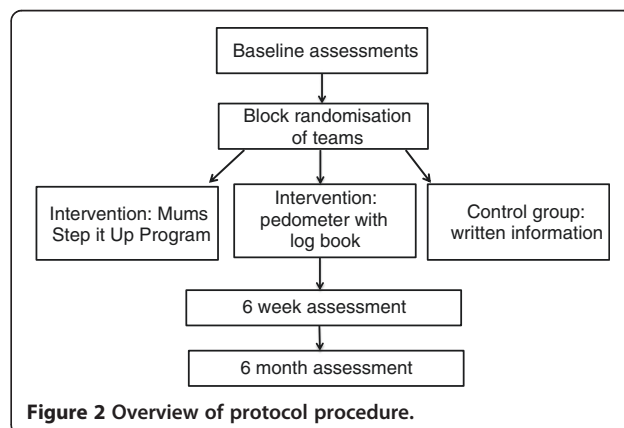 Baseline assessments
Block randomisation
of teams
Intervention: Mums
Step it Up Program
Intervention:
pedometer with
log book
Control group:
written information
6 week assessment
6 month assessment
Figure 2 Overview of protocol procedure.